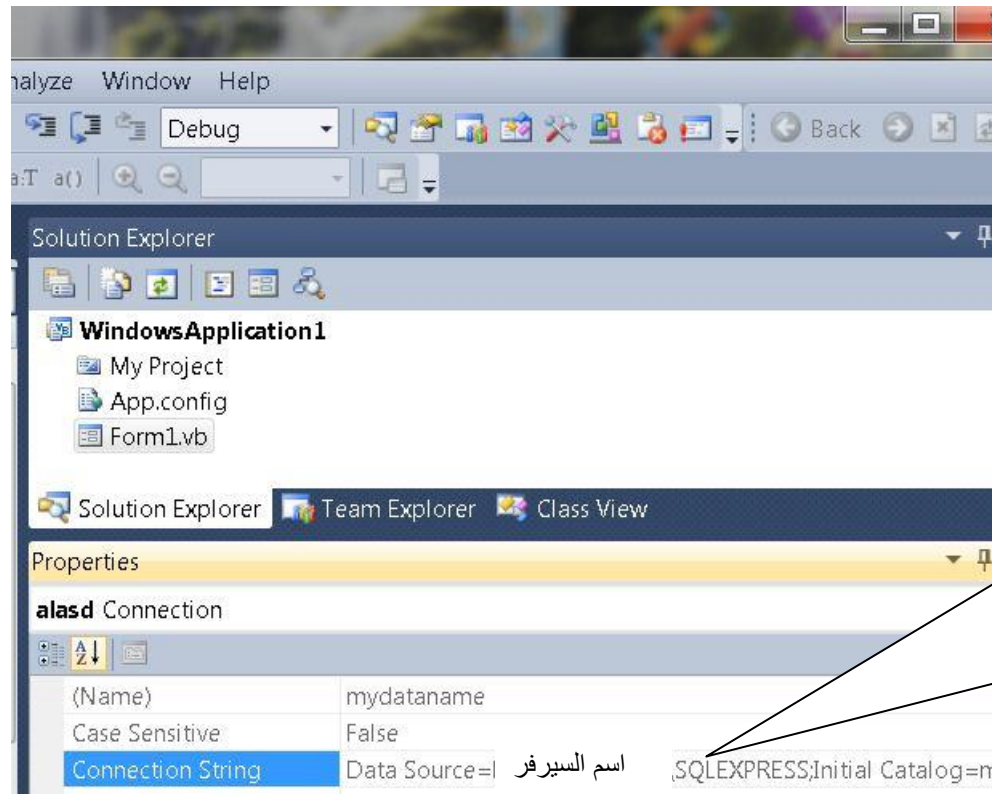 nalyze Window Help
Debug Back
a:T a()
Solution Explorer
WindowsApplication1
My Project
App.config
Form1.vb
Solution Explorer Team Explorer Class View
Properties
alasd Connection
(Name) mydataname
Case Sensitive False
Connection String Data Source= اسم السيرفر SQLEXPRESS;Initial Catalog=m